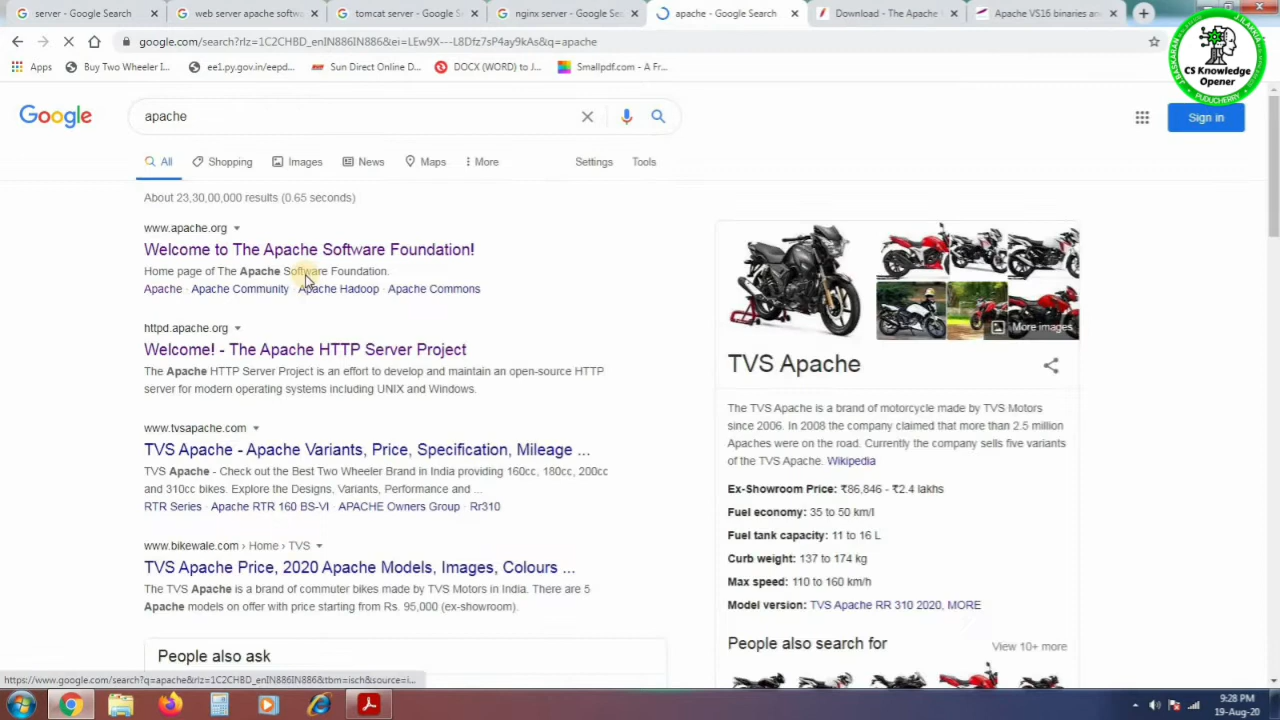 server - Google Search
web server apache softw
tomcat server - Google S
nginx server - Google Se
apache - Google Search
Download - The Apache
Apache VS16 binaries an
google.com/search?rlz=1C2CHBD_enIN886IN886&ei=LEw9X---L8Dfz7sP4ay9kAs&q=apache
Apps
Buy Two Wheeler I...
ee1.py.gov.in/eepd...
Sun Direct Online D...
DOCX (WORD) to J...
Smallpdf.com - A Fr...
J.BASKARAN J.ILAKKIA
CS Knowledge
Opener
PUDUCHERRY
Google
apache
Sign in
All
Shopping
Images
News
Maps
More
Settings
Tools
About 23,30,00,000 results (0.65 seconds)
www.apache.org
Welcome to The Apache Software Foundation!
Home page of The Apache Software Foundation.
Apache · Apache Community · Apache Hadoop · Apache Commons
httpd.apache.org
Welcome! - The Apache HTTP Server Project
The Apache HTTP Server Project is an effort to develop and maintain an open-source HTTP
server for modern operating systems including UNIX and Windows.
www.tvsapache.com
TVS Apache - Apache Variants, Price, Specification, Mileage ...
TVS Apache - Check out the Best Two Wheeler Brand in India providing 160cc, 180cc, 200cc
and 310cc bikes. Explore the Designs, Variants, Performance and ...
RTR Series · Apache RTR 160 BS-VI · APACHE Owners Group · Rr310
www.bikewale.com › Home › TVS
TVS Apache Price, 2020 Apache Models, Images, Colours ...
The TVS Apache is a brand of commuter bikes made by TVS Motors in India. There are 5
Apache models on offer with price starting from Rs. 95,000 (ex-showroom).
People also ask
More images
TVS Apache
The TVS Apache is a brand of motorcycle made by TVS Motors
since 2006. In 2008 the company claimed that more than 2.5 million
Apaches were on the road. Currently the company sells five variants
of the TVS Apache. Wikipedia
Ex-Showroom Price: ₹86,846 - ₹2.4 lakhs
Fuel economy: 35 to 50 km/l
Fuel tank capacity: 11 to 16 L
Curb weight: 137 to 174 kg
Max speed: 110 to 160 km/h
Model version: TVS Apache RR 310 2020, MORE
People also search for
View 10+ more
https://www.google.com/search?q=apache&rlz=1C2CHBD_enIN886IN886&tbm=isch&source=i...
9:28 PM
19-Aug-20